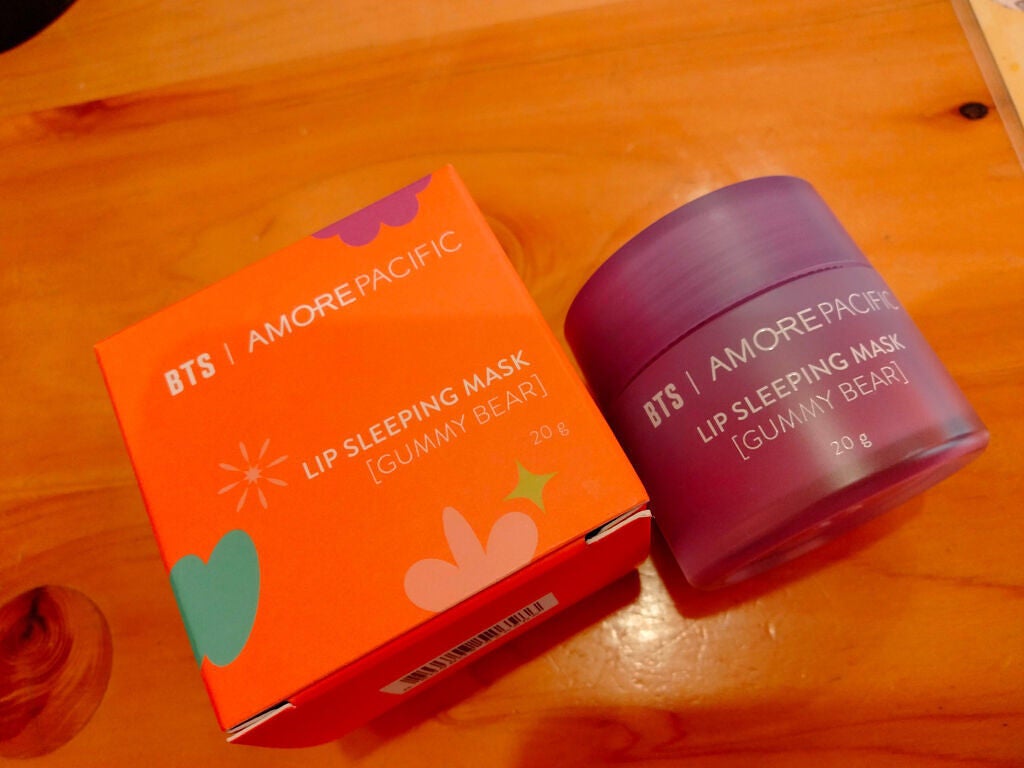 BTS | AMOREPACIFIC
LIP SLEEPING MASK
[GUMMY BEAR]
20 g
BTS | AMOREPACIFIC
LIP SLEEPING MASK
[GUMMY BEAR]
20 g